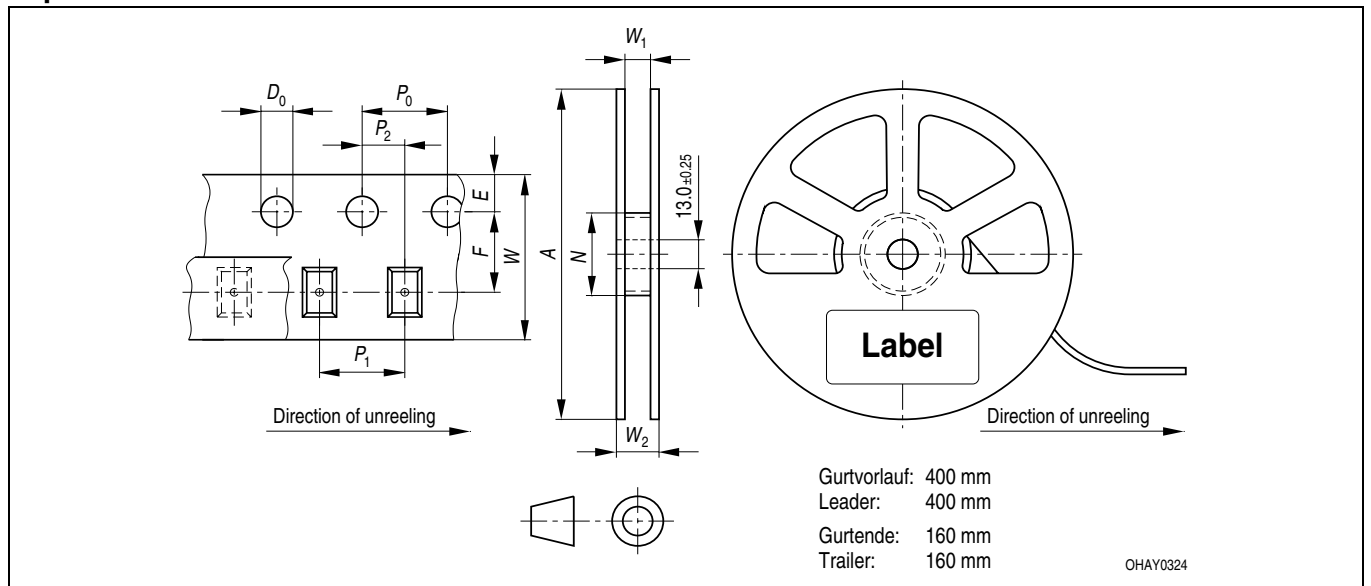 W₁
D₀
P₀
P₂
E
F
W
A
N
13.0 ±0.25
Label
P₁
Direction of unreeling
W₂
Direction of unreeling
Gurtvorlauf: 400 mm
Leader: 400 mm
Gurtende: 160 mm
Trailer: 160 mm
OHAY0324